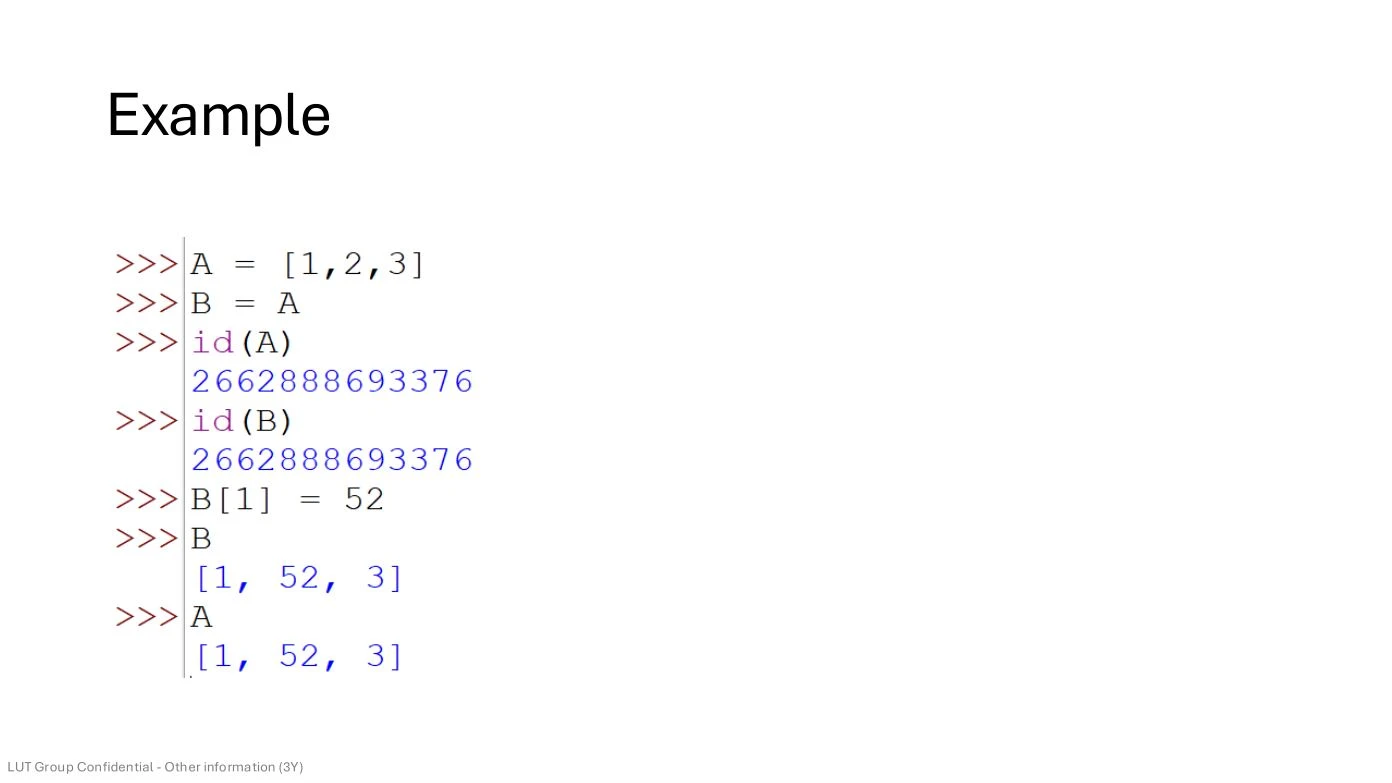 Example
>>> A = [1,2,3]
>>> B = A
>>> id(A)
2662888693376
>>> id(B)
2662888693376
>>> B[1] = 52
>>> B
[1, 52, 3]
>>> A
[1, 52, 3]
LUT Group Confidential - Other information (3Y)